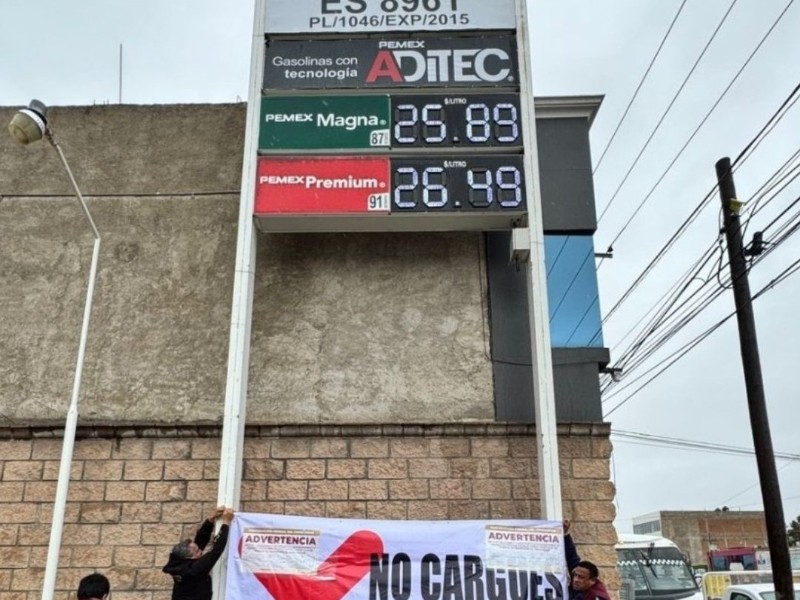 ES 8961
PL/1046/EXP/2015
Gasolinas con tecnología
PEMEX
ADITEC
PEMEX Magna
87
$/LITRO
25.89
PEMEX Premium
91
$/LITRO
26.49
ADVERTENCIA
ADVERTENCIA
NO CARGUES